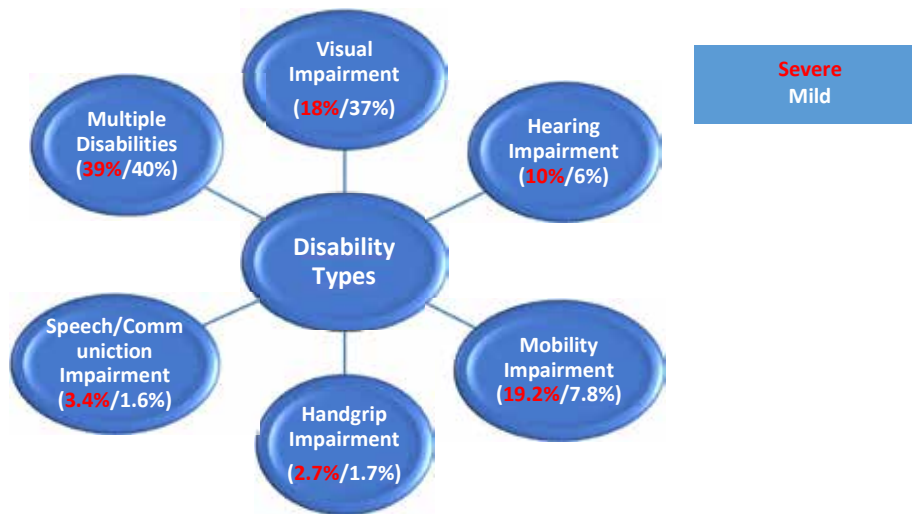 Visual
Impairment
(18%/37%)
Severe
Mild
Multiple
Disabilities
(39%/40%)
Hearing
Impairment
(10%/6%)
Disability
Types
Speech/Comm
uniction
Impairment
(3.4%/1.6%)
Mobility
Impairment
(19.2%/7.8%)
Handgrip
Impairment
(2.7%/1.7%)